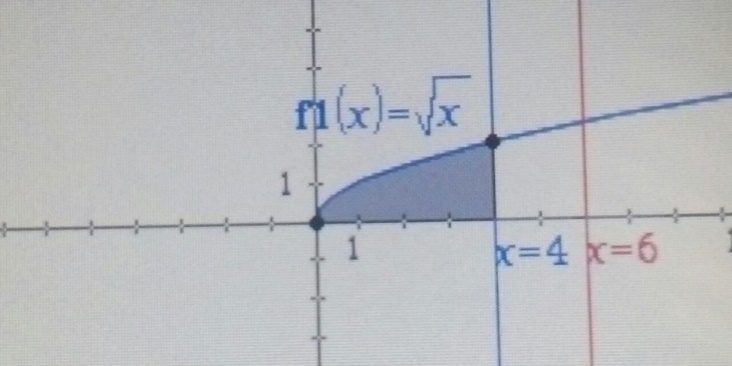 f1(x)=√x
1
1
x=4
x=6